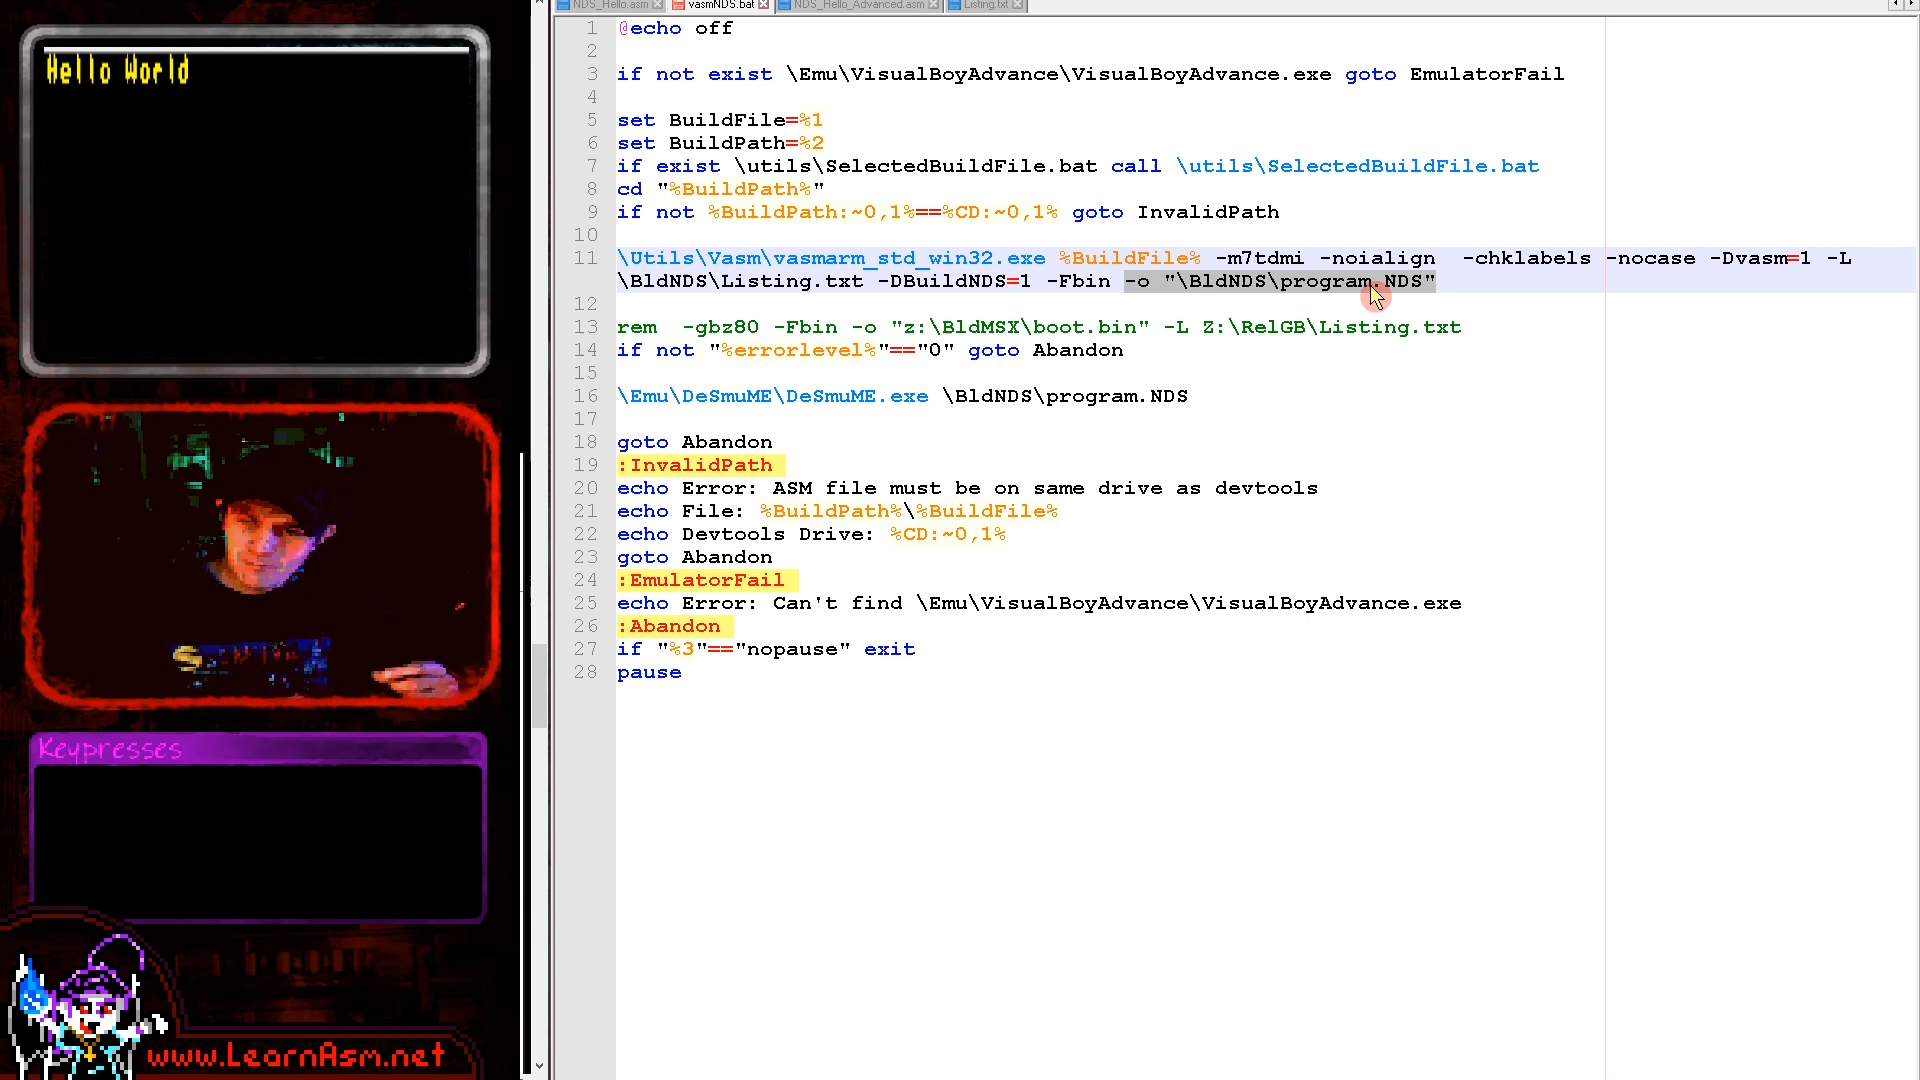 NDS_Hello.asm
vasmNDS.bat
NDS_Hello_Advanced.asm
Listing.txt
Hello World
1 @echo off
2
3 if not exist \Emu\VisualBoyAdvance\VisualBoyAdvance.exe goto EmulatorFail
4
5 set BuildFile=%1
6 set BuildPath=%2
7 if exist \utils\SelectedBuildFile.bat call \utils\SelectedBuildFile.bat
8 cd "%BuildPath%"
9 if not %BuildPath:~0,1%==%CD:~0,1% goto InvalidPath
10
11 \Utils\Vasm\vasmarm_std_win32.exe %BuildFile% -m7tdmi -noialign  -chklabels -nocase -Dvasm=1 -L
\BldNDS\Listing.txt -DBuildNDS=1 -Fbin -o "\BldNDS\program.NDS"
12
13 rem  -gbz80 -Fbin -o "z:\BldMSX\boot.bin" -L Z:\RelGB\Listing.txt
14 if not "%errorlevel%"=="0" goto Abandon
15
16 \Emu\DeSmuME\DeSmuME.exe \BldNDS\program.NDS
17
18 goto Abandon
19 :InvalidPath
20 echo Error: ASM file must be on same drive as devtools
21 echo File: %BuildPath%\%BuildFile%
22 echo Devtools Drive: %CD:~0,1%
23 goto Abandon
24 :EmulatorFail
25 echo Error: Can't find \Emu\VisualBoyAdvance\VisualBoyAdvance.exe
26 :Abandon
27 if "%3"=="nopause" exit
28 pause
Keypresses
www.LearnAsm.net